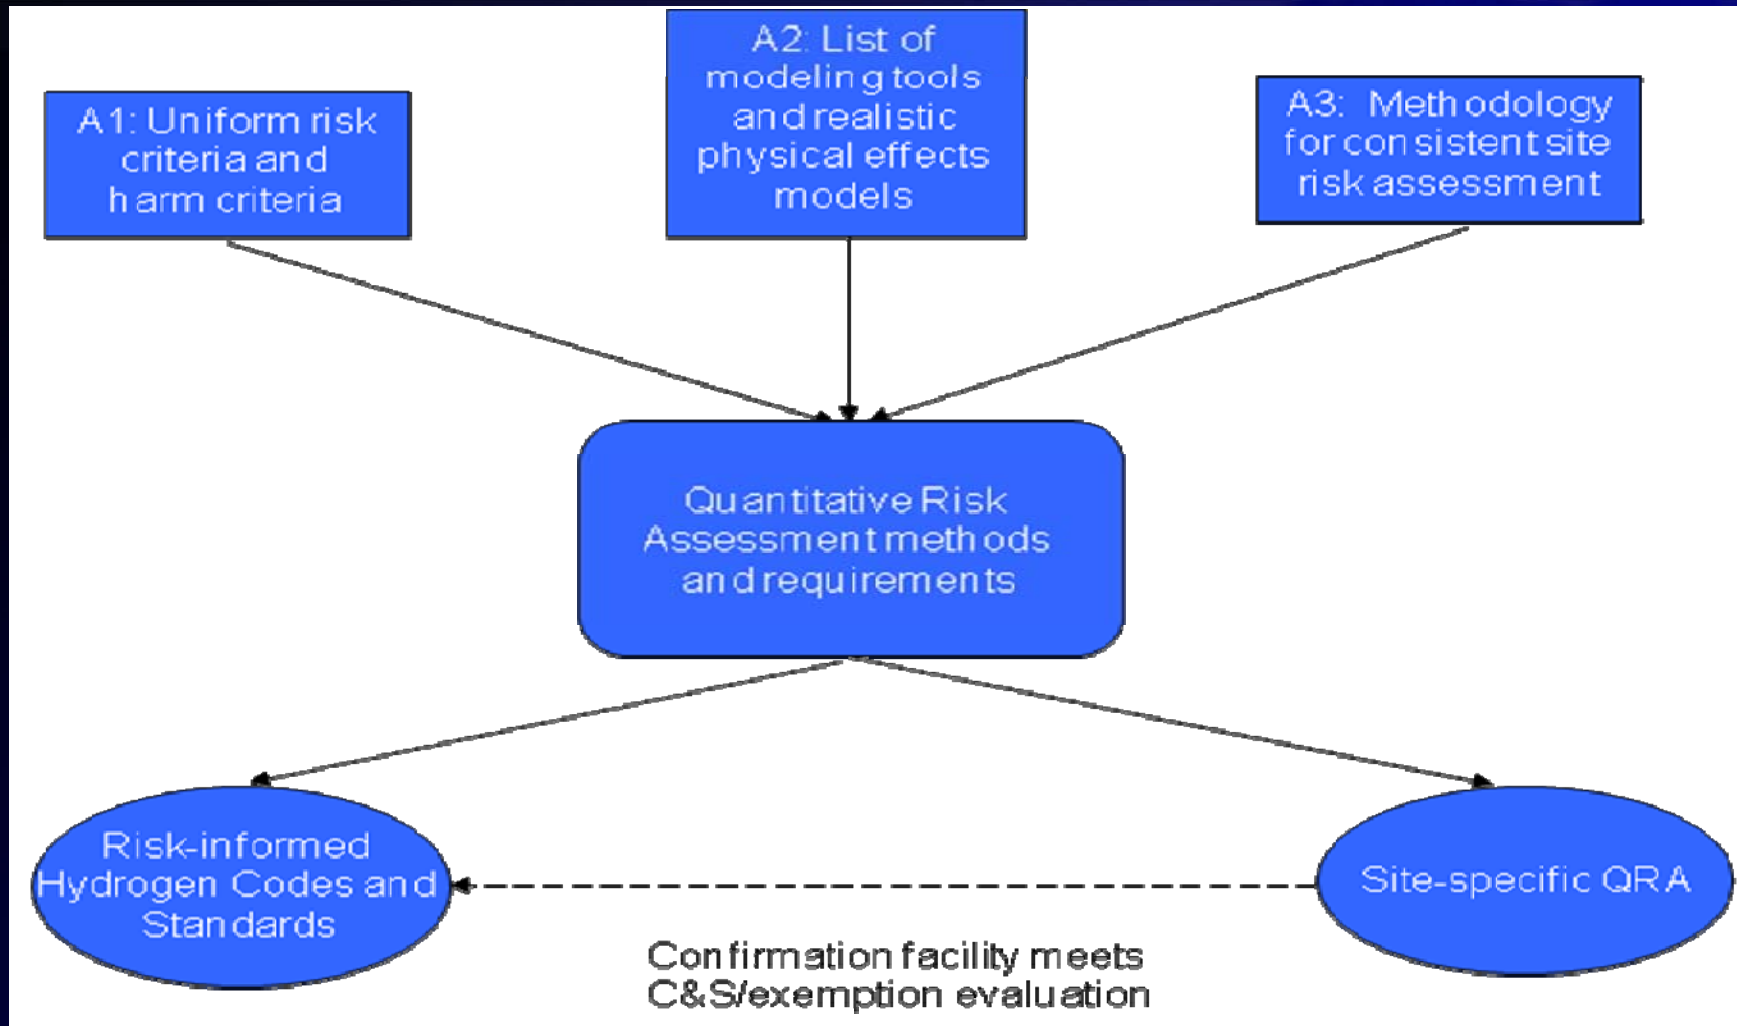 A1: Uniform risk
criteria and
harm criteria
A2: List of
modeling tools
and realistic
physical effects
models
A3: Methodology
for consistent site
risk assessment
Quantitative Risk
Assessment methods
and requirements
Risk-informed
Hydrogen Codes and
Standards
Site-specific QRA
Confirmation facility meets
C&S/exemption evaluation